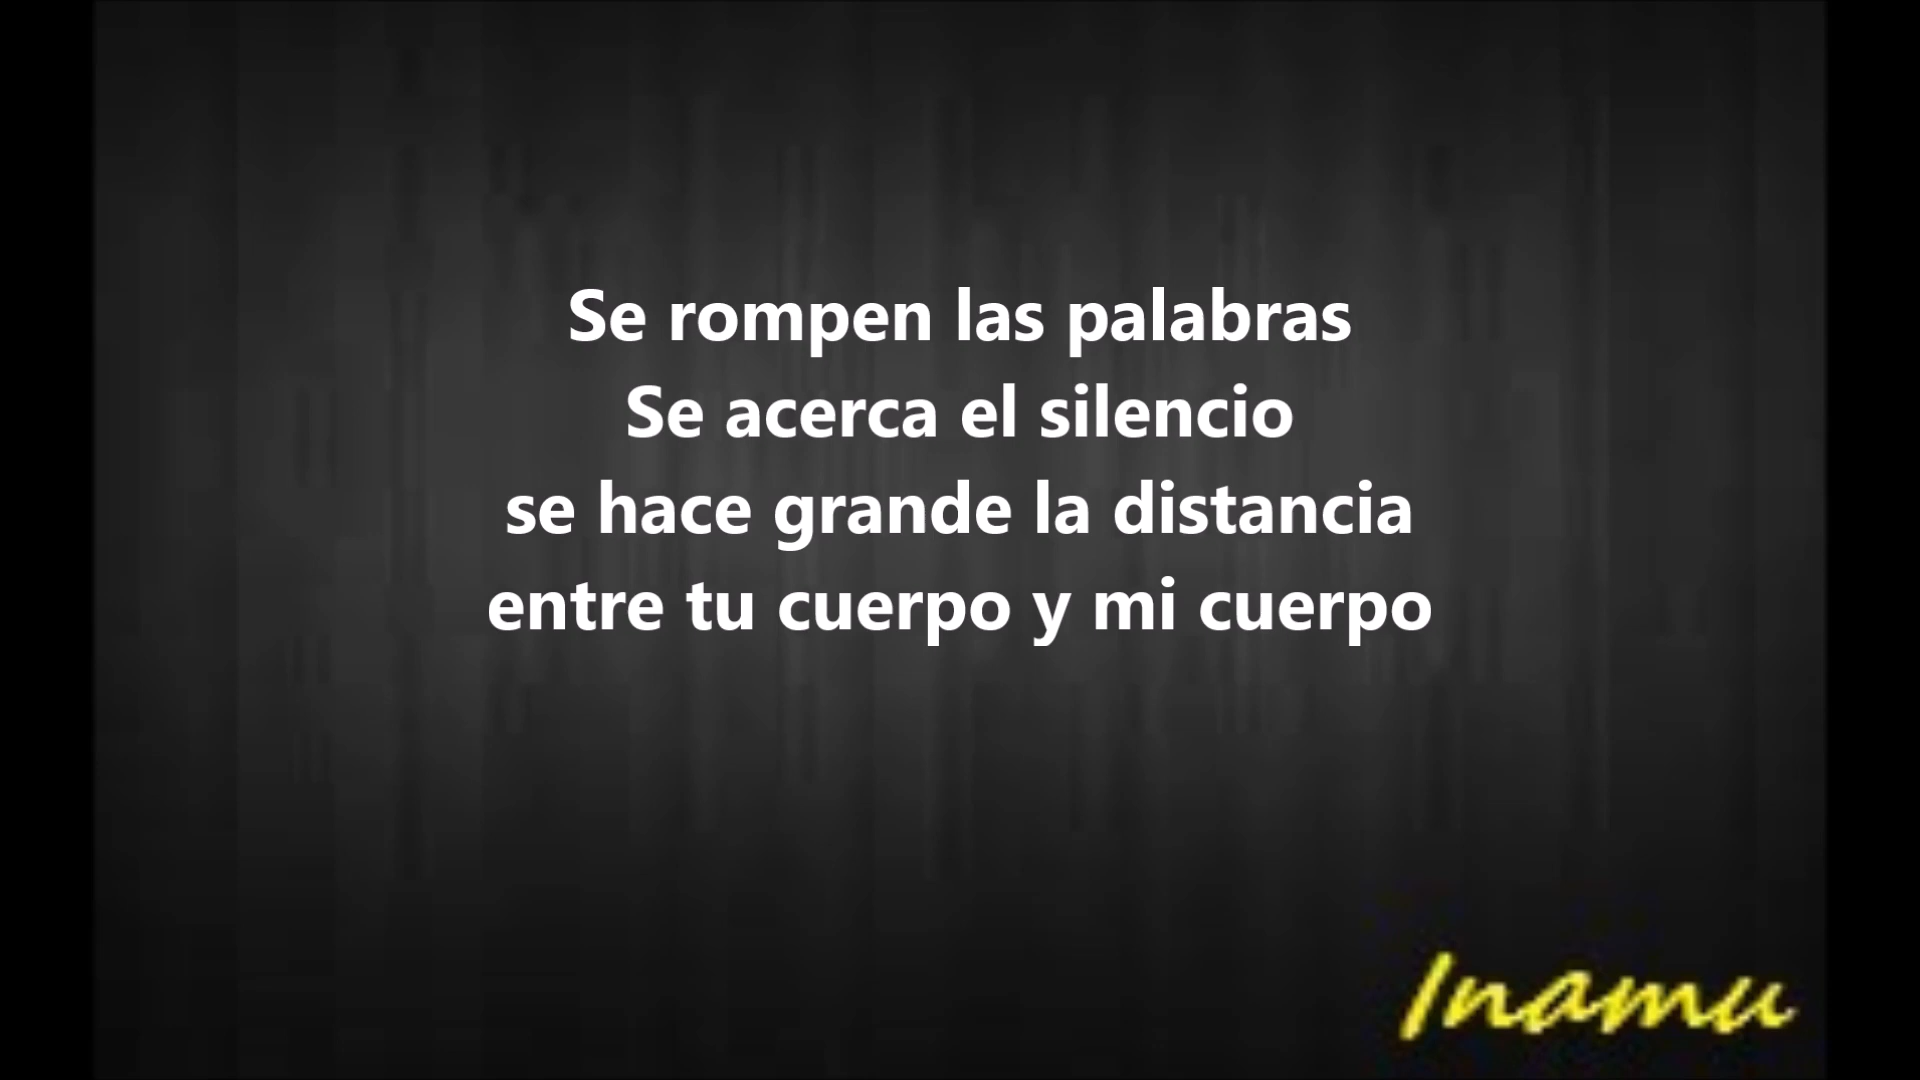 Se rompen las palabras
Se acerca el silencio
se hace grande la distancia
entre tu cuerpo y mi cuerpo
Inamu